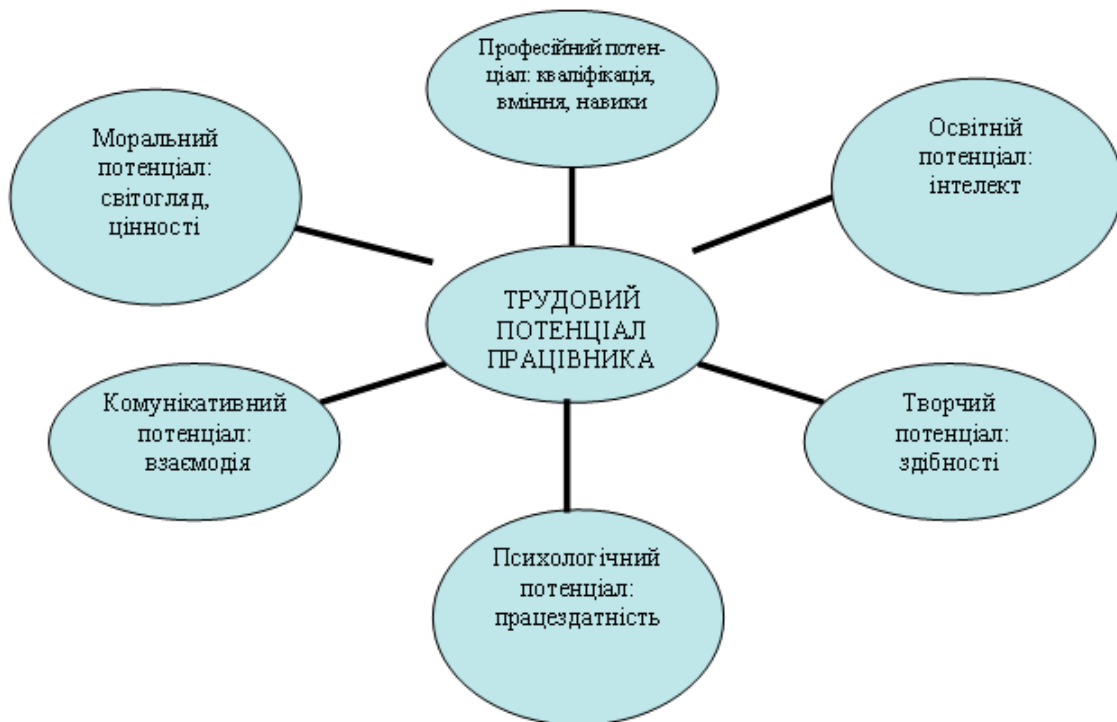 Професійний потен-
ціал: кваліфікація,
вміння, навики
Моральний
потенціал:
світогляд,
цінності
Освітній
потенціал:
інтелект
ТРУДОВИЙ
ПОТЕНЦІАЛ
ПРАЦІВНИКА
Комунікативний
потенціал:
взаємодія
Творчий
потенціал:
здібності
Психологічний
потенціал:
працездатність